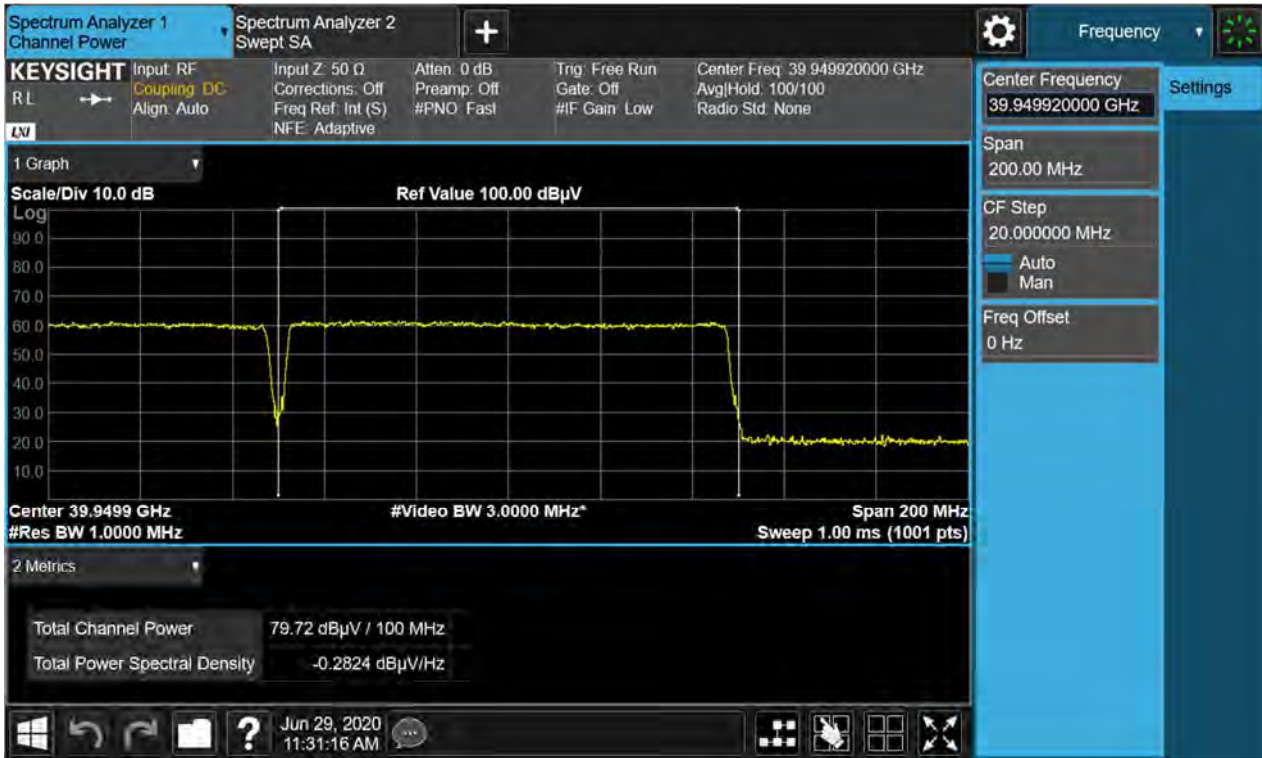 Spectrum Analyzer 1
Channel Power
Spectrum Analyzer 2
Swept SA
+
Frequency
KEYSIGHT
R L
LXI
Input: RF
Coupling: DC
Align: Auto
Input Z: 50 Ω
Corrections: Off
Freq Ref: Int (S)
NFE: Adaptive
Atten: 0 dB
Preamp: Off
#PNO: Fast
Trig: Free Run
Gate: Off
#IF Gain: Low
Center Freq: 39.949920000 GHz
Avg|Hold: 100/100
Radio Std: None
Center Frequency
39.949920000 GHz
Settings
Span
200.00 MHz
CF Step
20.000000 MHz
Auto
Man
Freq Offset
0 Hz
1 Graph
Scale/Div 10.0 dB
Ref Value 100.00 dBµV
Log
90.0
80.0
70.0
60.0
50.0
40.0
30.0
20.0
10.0
Center 39.9499 GHz
#Video BW 3.0000 MHz*
Span 200 MHz
#Res BW 1.0000 MHz
Sweep 1.00 ms (1001 pts)
2 Metrics
Total Channel Power
79.72 dBµV / 100 MHz
Total Power Spectral Density
-0.2824 dBµV/Hz
?
Jun 29, 2020
11:31:16 AM